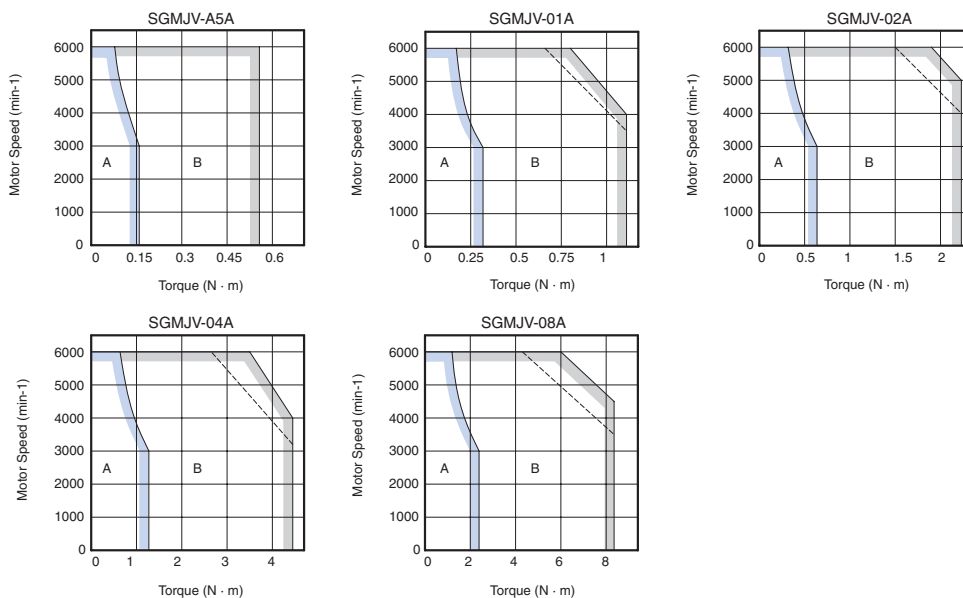 SGMJV-A5A
Motor Speed (min-1)
6000
5000
4000
3000
2000
1000
0
A
B
0 0.15 0.3 0.45 0.6
Torque (N · m)
SGMJV-01A
Motor Speed (min-1)
6000
5000
4000
3000
2000
1000
0
A
B
0 0.25 0.5 0.75 1
Torque (N · m)
SGMJV-02A
Motor Speed (min-1)
6000
5000
4000
3000
2000
1000
0
A
B
0 0.5 1 1.5 2
Torque (N · m)
SGMJV-04A
Motor Speed (min-1)
6000
5000
4000
3000
2000
1000
0
A
B
0 1 2 3 4
Torque (N · m)
SGMJV-08A
Motor Speed (min-1)
6000
5000
4000
3000
2000
1000
0
A
B
0 2 4 6 8
Torque (N · m)